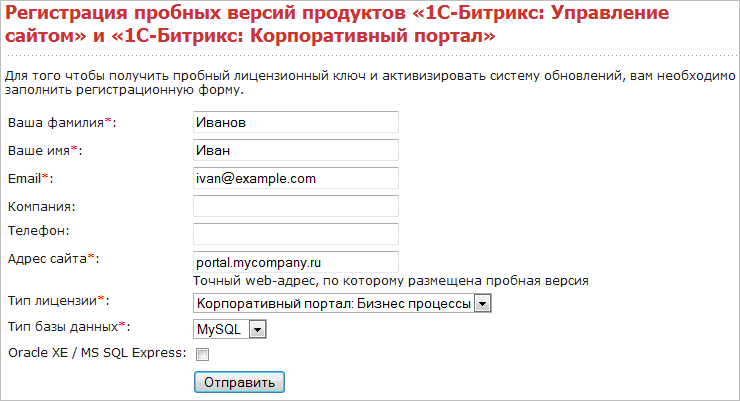 Регистрация пробных версий продуктов «1С-Битрикс: Управление
сайтом» и «1С-Битрикс: Корпоративный портал»
Для того чтобы получить пробный лицензионный ключ и активизировать систему обновлений, вам необходимо
заполнить регистрационную форму.
Ваша фамилия*: Иванов
Ваше имя*: Иван
Email*: ivan@example.com
Компания:
Телефон:
Адрес сайта*: portal.mycompany.ru
Точный web-адрес, по которому размещена пробная версия
Тип лицензии*: Корпоративный портал: Бизнес процессы
Тип базы данных*: MySQL
Oracle XE / MS SQL Express:
Отправить